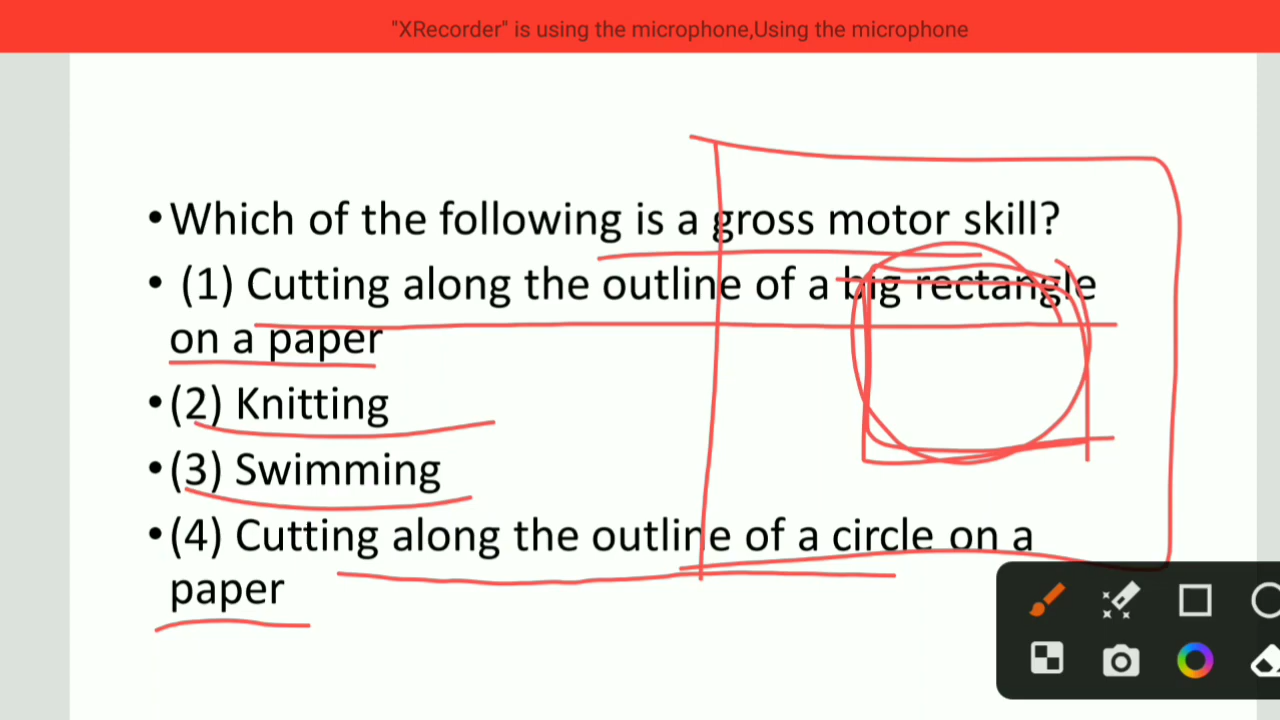 "XRecorder" is using the microphone,Using the microphone
•Which of the following is a gross motor skill?
• (1) Cutting along the outline of a big rectangle
on a paper
•(2) Knitting
•(3) Swimming
•(4) Cutting along the outline of a circle on a
paper